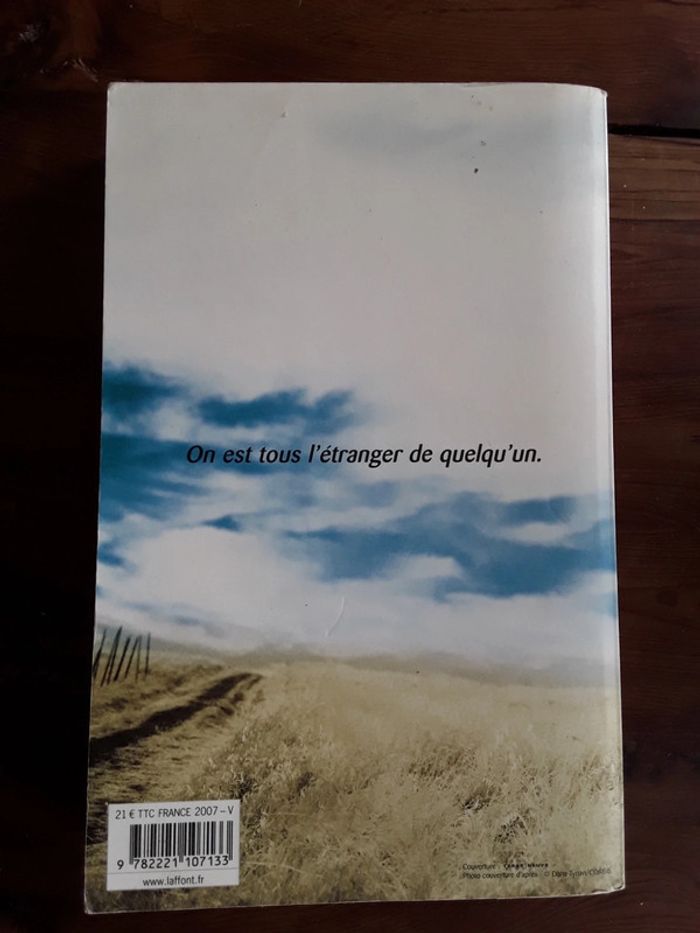 On est tous l'étranger de quelqu'un.
21 € TTC FRANCE 2007 – V
9 782221 107133
www.laffont.fr
Couverture :
Photo couverture d'après : ©